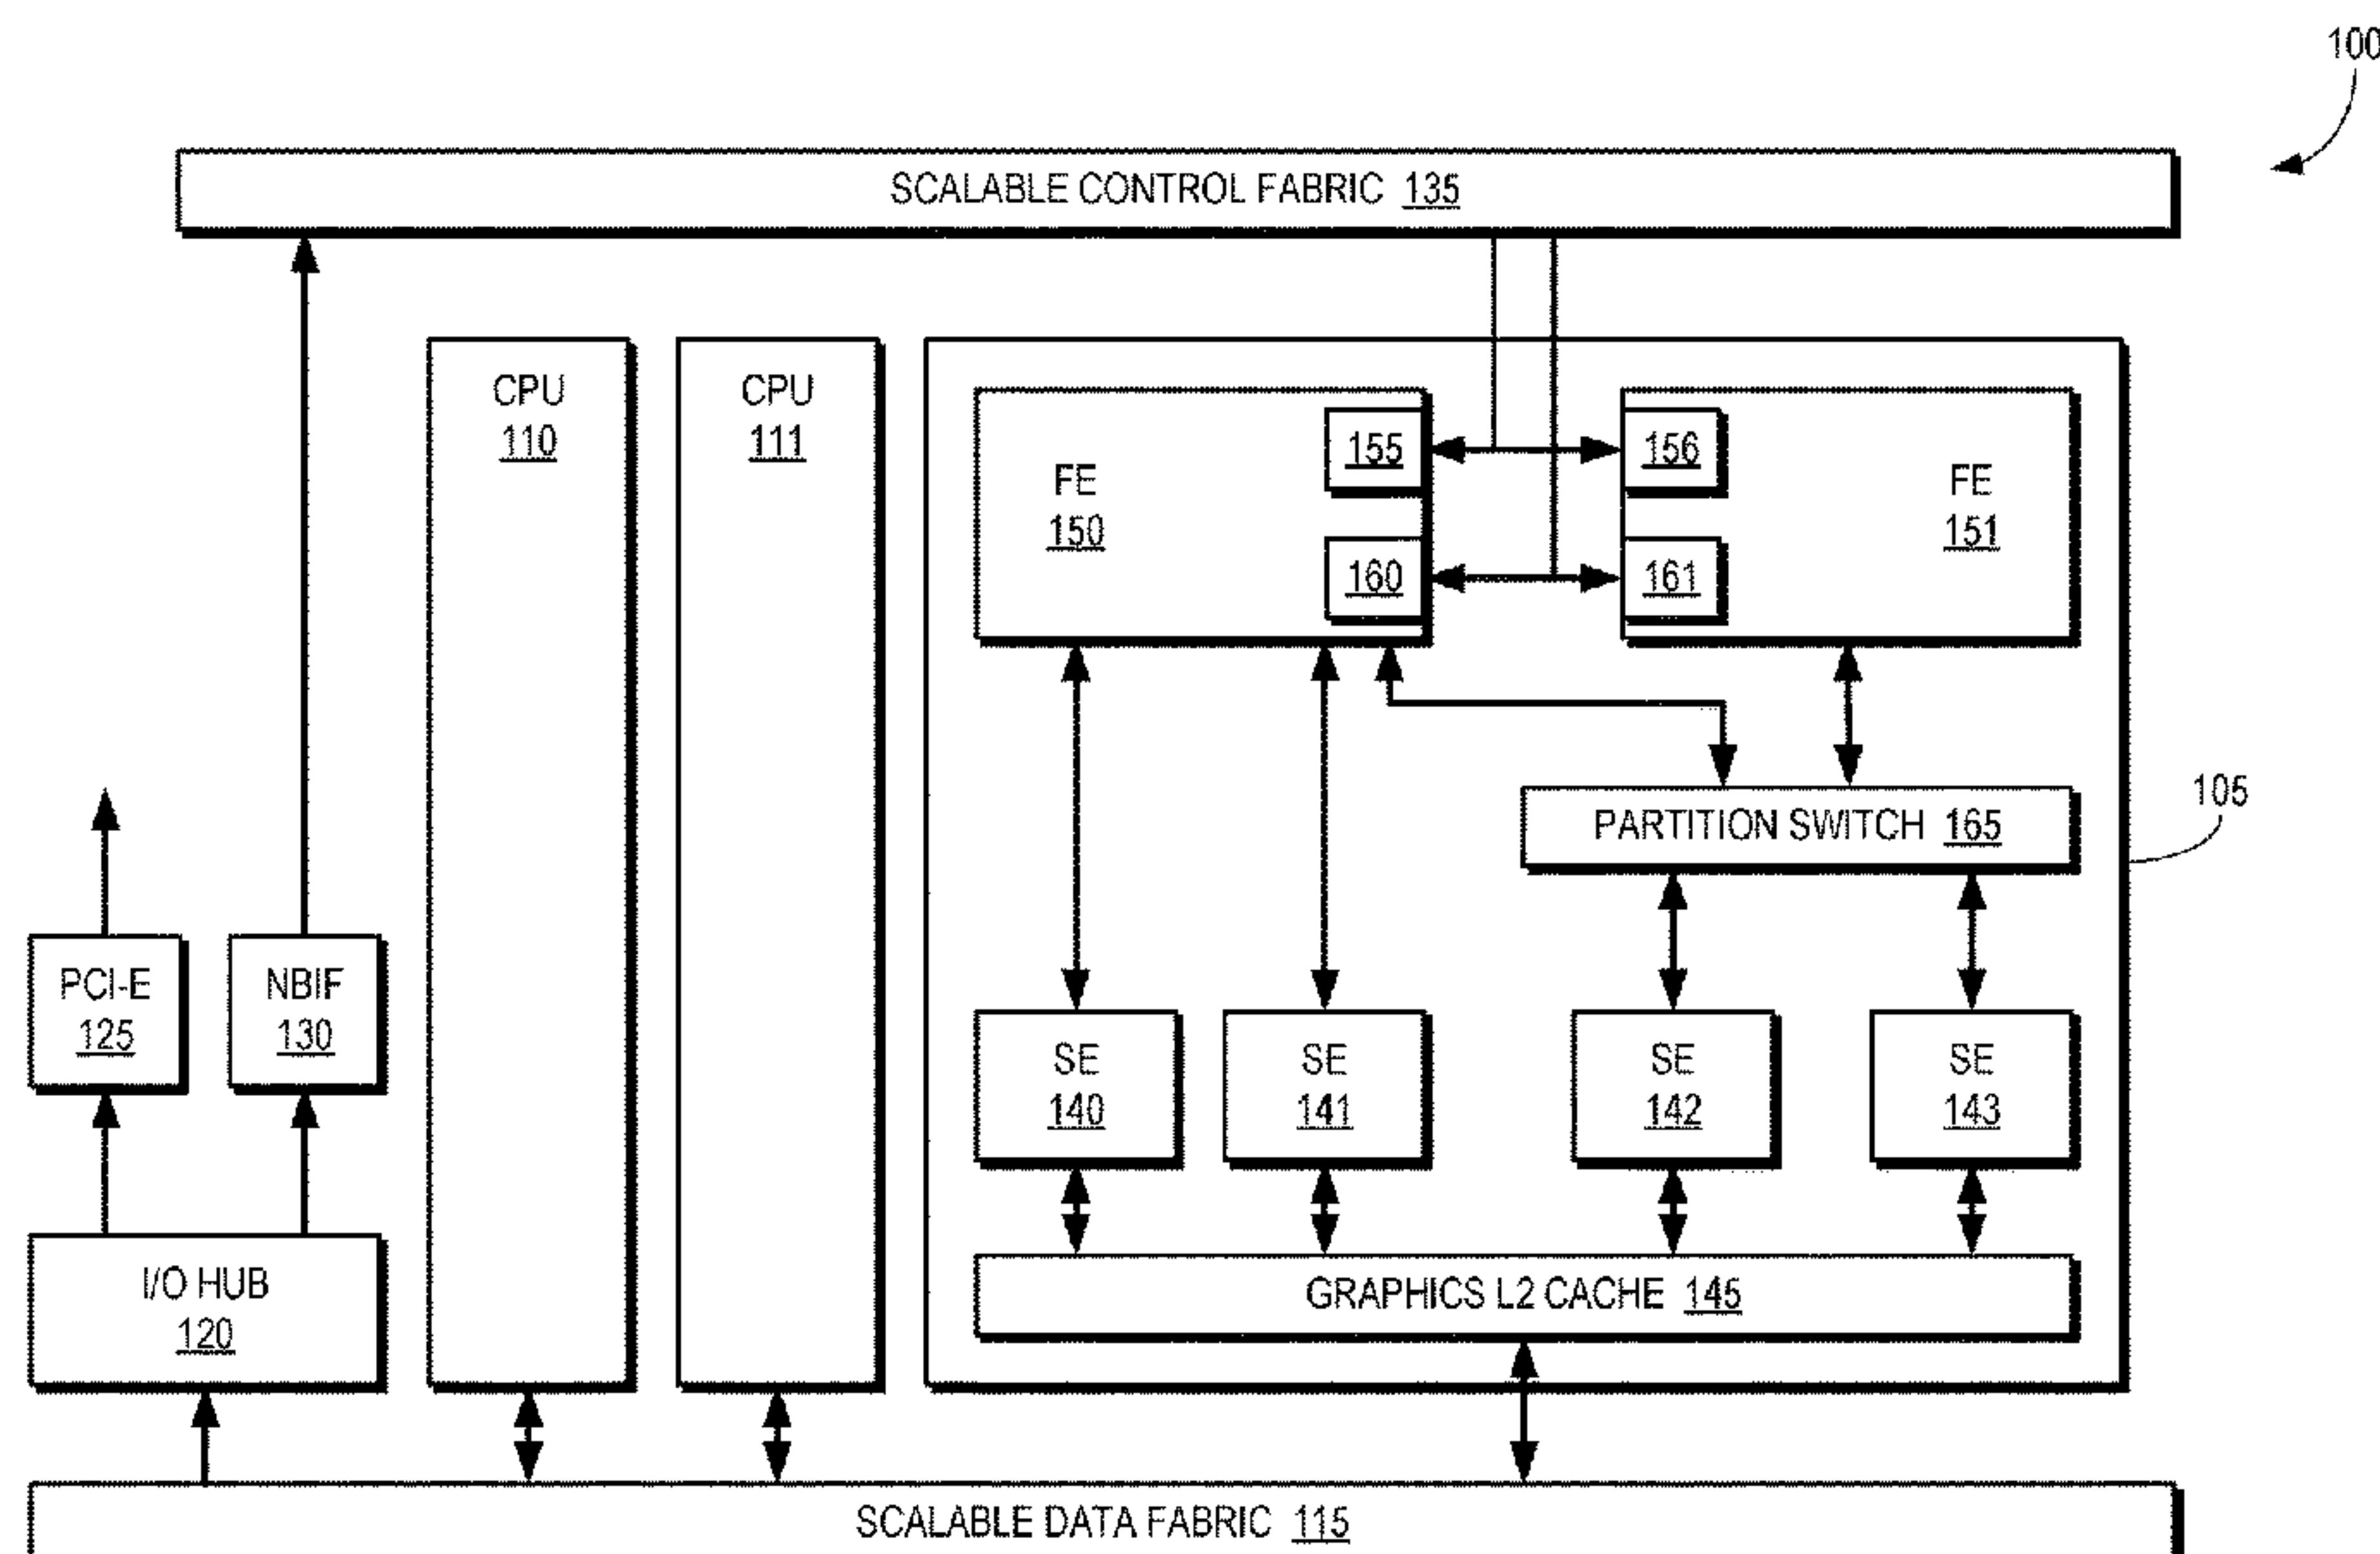 100
SCALABLE CONTROL FABRIC 135
CPU
110
CPU
111
FE
150
155
160
156
161
FE
151
PARTITION SWITCH 165
105
PCI-E
125
NBIF
130
SE
140
SE
141
SE
142
SE
143
I/O HUB
120
GRAPHICS L2 CACHE 145
SCALABLE DATA FABRIC 115